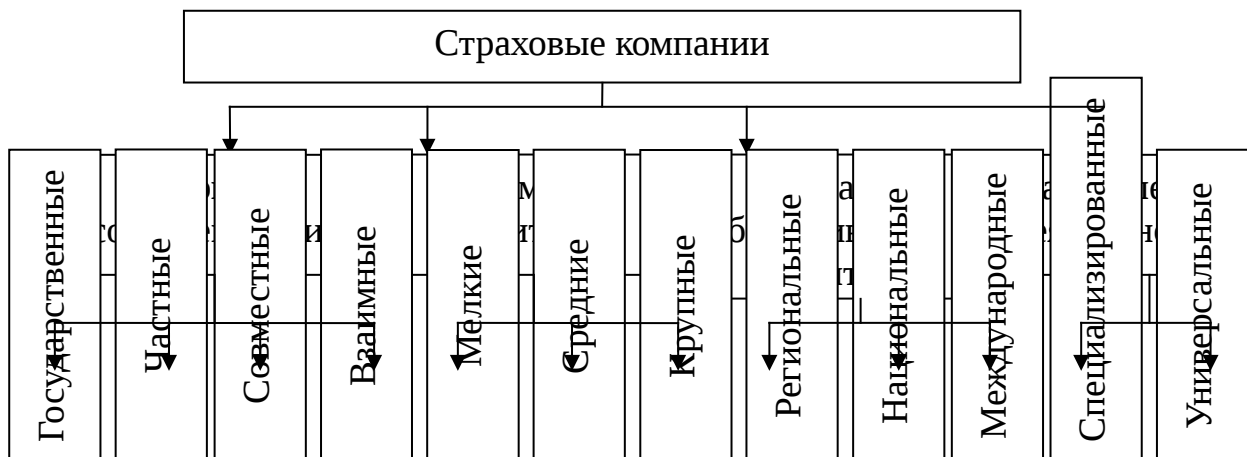 Страховые компании
Государственные
Частные
Совместные
Взаимные
Мелкие
Средние
Крупные
Региональные
Национальные
Международные
Специализированные
Универсальные